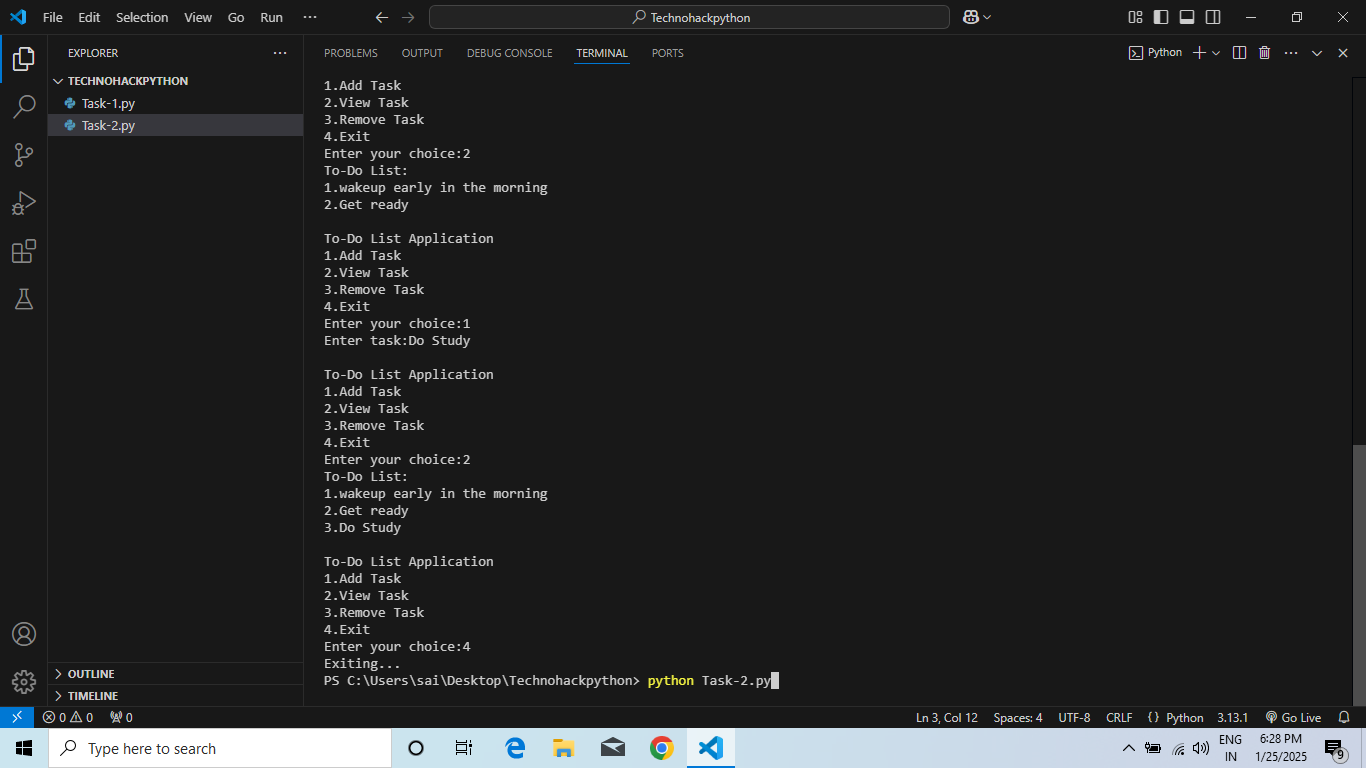 File Edit Selection View Go Run ···
Technohackpython
EXPLORER ···
TECHNOHACKPYTHON
Task-1.py
Task-2.py
OUTLINE
TIMELINE
PROBLEMS OUTPUT DEBUG CONSOLE TERMINAL PORTS
Python ···
1.Add Task
2.View Task
3.Remove Task
4.Exit
Enter your choice:2
To-Do List:
1.wakeup early in the morning
2.Get ready
To-Do List Application
1.Add Task
2.View Task
3.Remove Task
4.Exit
Enter your choice:1
Enter task:Do Study
To-Do List Application
1.Add Task
2.View Task
3.Remove Task
4.Exit
Enter your choice:2
To-Do List:
1.wakeup early in the morning
2.Get ready
3.Do Study
To-Do List Application
1.Add Task
2.View Task
3.Remove Task
4.Exit
Enter your choice:4
Exiting...
PS C:\Users\sai\Desktop\Technohackpython> python Task-2.py
0 0 0 Ln 3, Col 12 Spaces: 4 UTF-8 CRLF {} Python 3.13.1 Go Live
Type here to search
ENG
IN
6:28 PM
1/25/2025
9